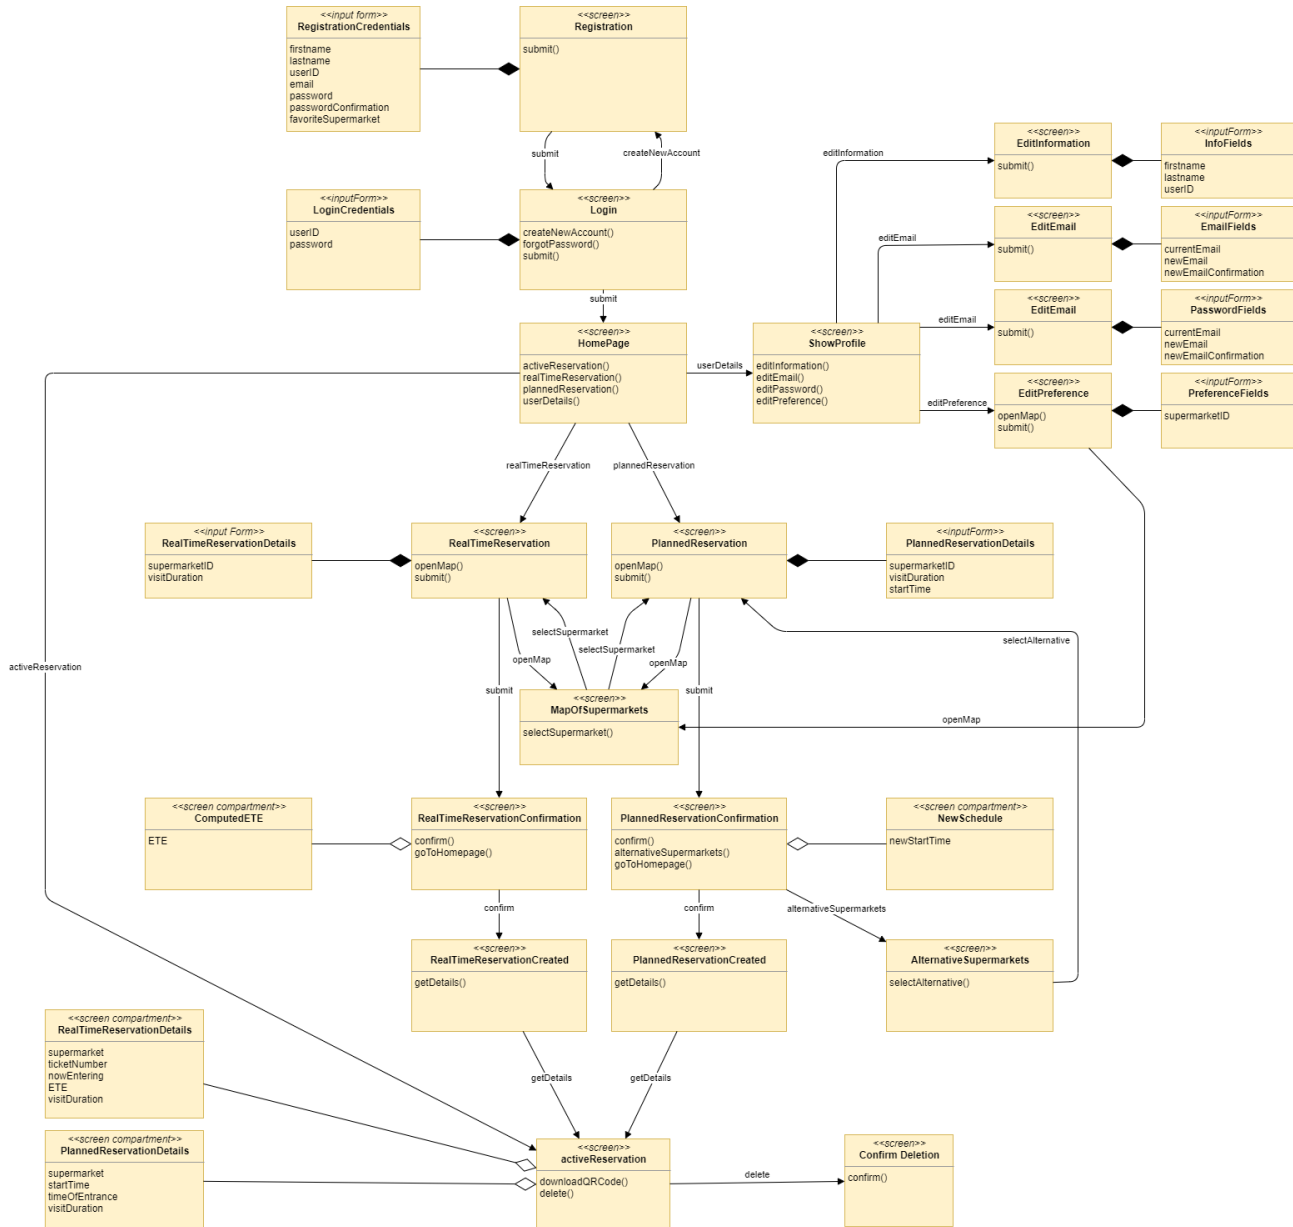 <<input form>>
RegistrationCredentials
firstname
lastname
userID
email
password
passwordConfirmation
favoriteSupermarket
<<screen>>
Registration
submit()
submit
createNewAccount
<<inputForm>>
LoginCredentials
userID
password
<<screen>>
Login
createNewAccount()
forgotPassword()
submit()
submit
<<screen>>
HomePage
activeReservation()
realTimeReservation()
plannedReservation()
userDetails()
userDetails
<<screen>>
ShowProfile
editInformation()
editEmail()
editPassword()
editPreference()
editInformation
<<screen>>
EditInformation
submit()
<<inputForm>>
InfoFields
firstname
lastname
userID
editEmail
<<screen>>
EditEmail
submit()
<<inputForm>>
EmailFields
currentEmail
newEmail
newEmailConfirmation
editEmail
<<screen>>
EditEmail
submit()
<<inputForm>>
PasswordFields
currentEmail
newEmail
newEmailConfirmation
editPreference
<<screen>>
EditPreference
openMap()
submit()
<<inputForm>>
PreferenceFields
supermarketID
realTimeReservation
plannedReservation
<<input Form>>
RealTimeReservationDetails
supermarketID
visitDuration
<<screen>>
RealTimeReservation
openMap()
submit()
<<screen>>
PlannedReservation
openMap()
submit()
<<inputForm>>
PlannedReservationDetails
supermarketID
visitDuration
startTime
selectSupermarket
selectSupermarket
selectAlternative
openMap
openMap
activeReservation
submit
submit
<<screen>>
MapOfSupermarkets
selectSupermarket()
openMap
<<screen compartment>>
ComputedETE
ETE
<<screen>>
RealTimeReservationConfirmation
confirm()
goToHomepage()
<<screen>>
PlannedReservationConfirmation
confirm()
alternativeSupermarkets()
goToHomepage()
<<screen compartment>>
NewSchedule
newStartTime
confirm
confirm
alternativeSupermarkets
<<screen>>
RealTimeReservationCreated
getDetails()
<<screen>>
PlannedReservationCreated
getDetails()
<<screen>>
AlternativeSupermarkets
selectAlternative()
<<screen compartment>>
RealTimeReservationDetails
supermarket
ticketNumber
nowEntering
ETE
visitDuration
getDetails
getDetails
<<screen compartment>>
PlannedReservationDetails
supermarket
startTime
timeOfEntrance
visitDuration
<<screen>>
activeReservation
downloadQRCode()
delete()
delete
<<screen>>
Confirm Deletion
confirm()